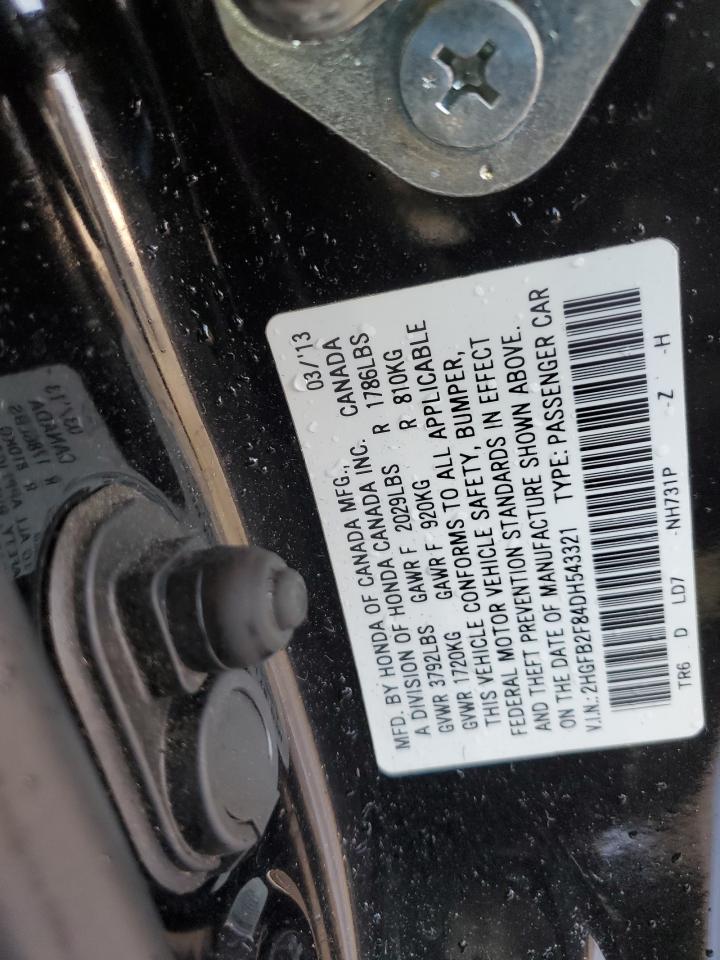 MFD. BY HONDA OF CANADA MFG., 03/'13
A DIVISION OF HONDA CANADA INC. CANADA
GVWR 3792LBS GAWR F 2029LBS R 1786LBS
GVWR 1720KG GAWR F 920KG R 810KG
THIS VEHICLE CONFORMS TO ALL APPLICABLE
FEDERAL MOTOR VEHICLE SAFETY, BUMPER,
AND THEFT PREVENTION STANDARDS IN EFFECT
ON THE DATE OF MANUFACTURE SHOWN ABOVE.
V.I.N.: 2HGFB2F84DH543321 TYPE: PASSENGER CAR
TR6 D LD7 -NH731P -Z -H